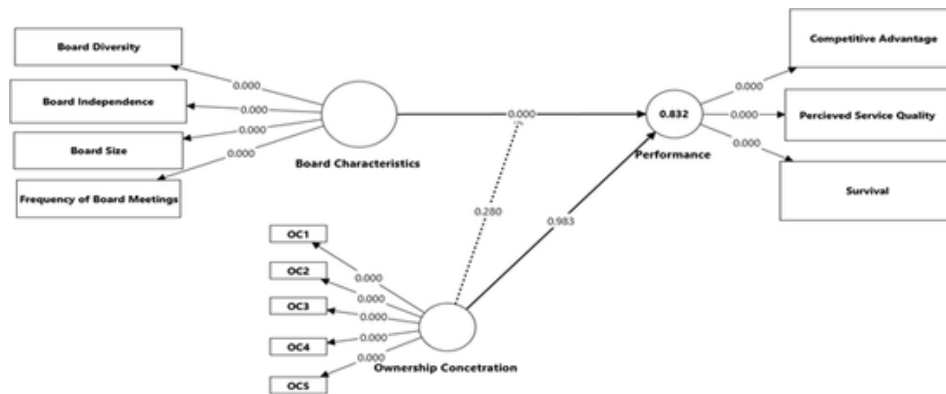 Board Diversity
Board Independence
Board Size
Frequency of Board Meetings
0.000
0.000
0.000
0.000
Board Characteristics
0.000
0.832
Performance
0.000
0.000
0.000
Competitive Advantage
Percieved Service Quality
Survival
0.280
0.983
OC1
OC2
OC3
OC4
OC5
0.000
0.000
0.000
0.000
0.000
Ownership Concetration